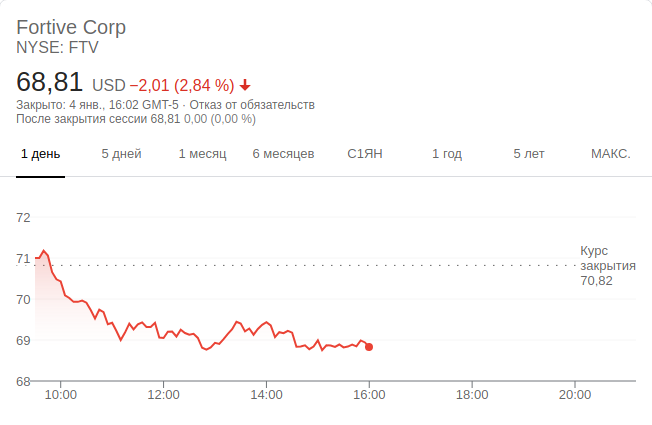 Fortive Corp
NYSE: FTV
68,81 USD −2,01 (2,84 %)
Закрыто: 4 янв., 16:02 GMT-5 · Отказ от обязательств
После закрытия сессии 68,81 0,00 (0,00 %)
1 день 5 дней 1 месяц 6 месяцев С1ЯН 1 год 5 лет МАКС.
72
71
70
69
68
Курс
закрытия
70,82
10:00 12:00 14:00 16:00 18:00 20:00